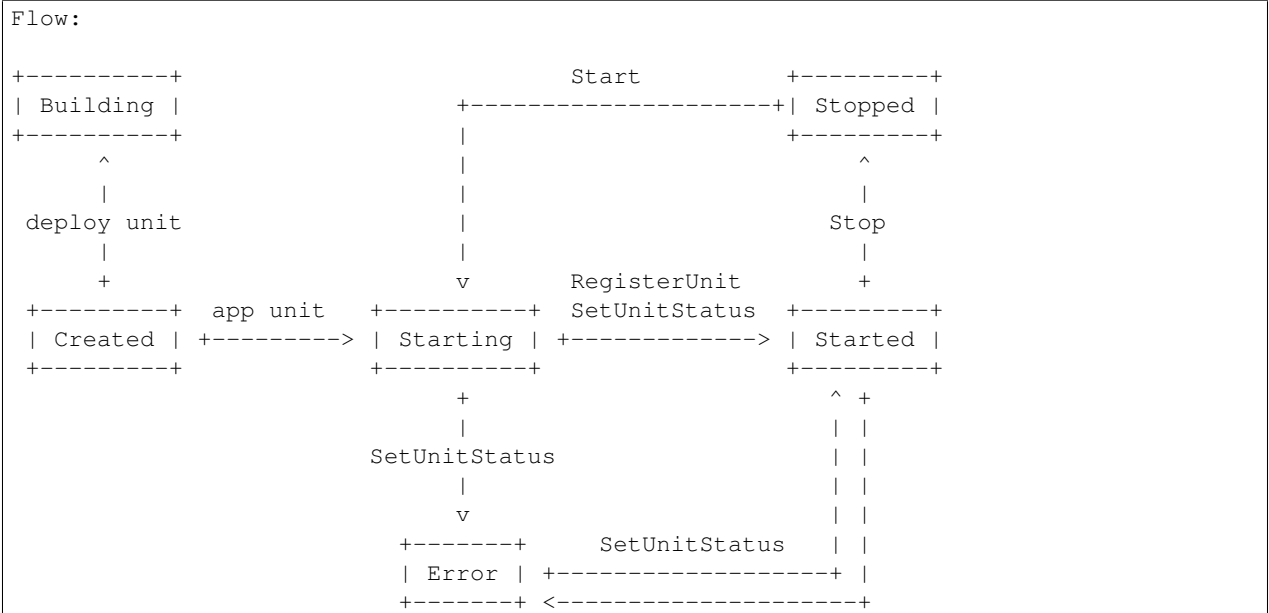 Flow:
+----------+                           Start          +---------+
| Building |                   +---------------------+| Stopped |
+----------+                   |                      +---------+
      ^                        |                           ^
      |                        |                           |
 deploy unit                   |                         Stop
      |                        |                           |
      +                        v       RegisterUnit        +
 +---------+  app unit   +----------+  SetUnitStatus  +---------+
 | Created | +---------> | Starting | +-------------> | Started |
 +---------+             +----------+                 +---------+
                               +                         ^ +
                               |                         | |
                         SetUnitStatus                   | |
                               |                         | |
                               v                         | |
                           +-------+     SetUnitStatus   | |
                           | Error | +-------------------+ |
                           +-------+ <---------------------+